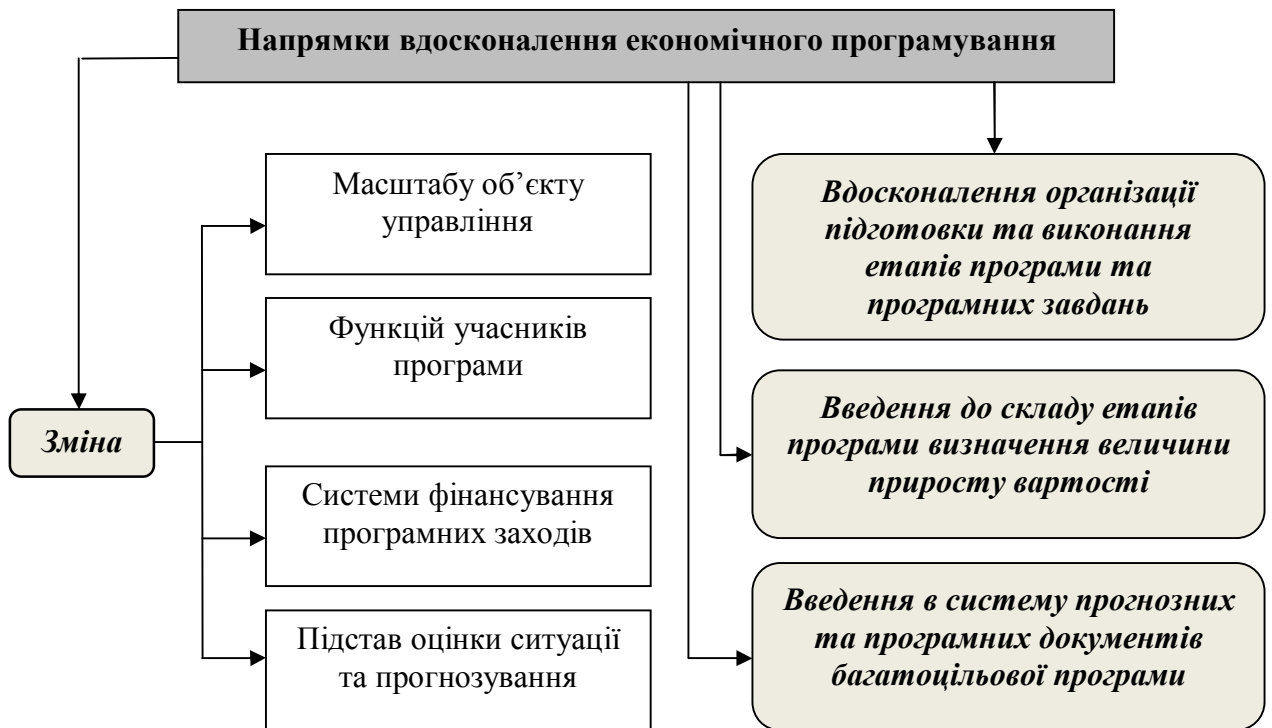 Напрямки вдосконалення економічного програмування
Масштабу об’єкту
управління
Функцій учасників
програми
Зміна
Системи фінансування
програмних заходів
Підстав оцінки ситуації
та прогнозування
Вдосконалення організації
підготовки та виконання
етапів програми та
програмних завдань
Введення до складу етапів
програми визначення величини
приросту вартості
Введення в систему прогнозних
та програмних документів
багатоцільової програми